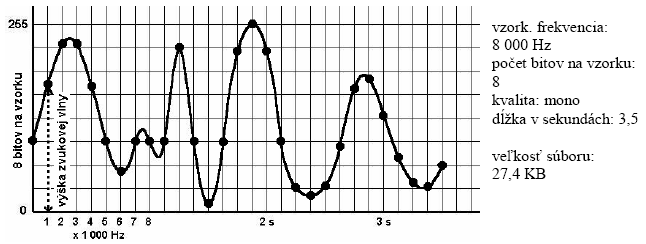 255
8 bitov na vzorku
výška zvukovej vlny
0
1 2 3 4 5 6 7 8
x 1 000 Hz
2 s
3 s
vzork. frekvencia:
8 000 Hz
počet bitov na vzorku:
8
kvalita: mono
dĺžka v sekundách: 3,5
veľkosť súboru:
27,4 KB